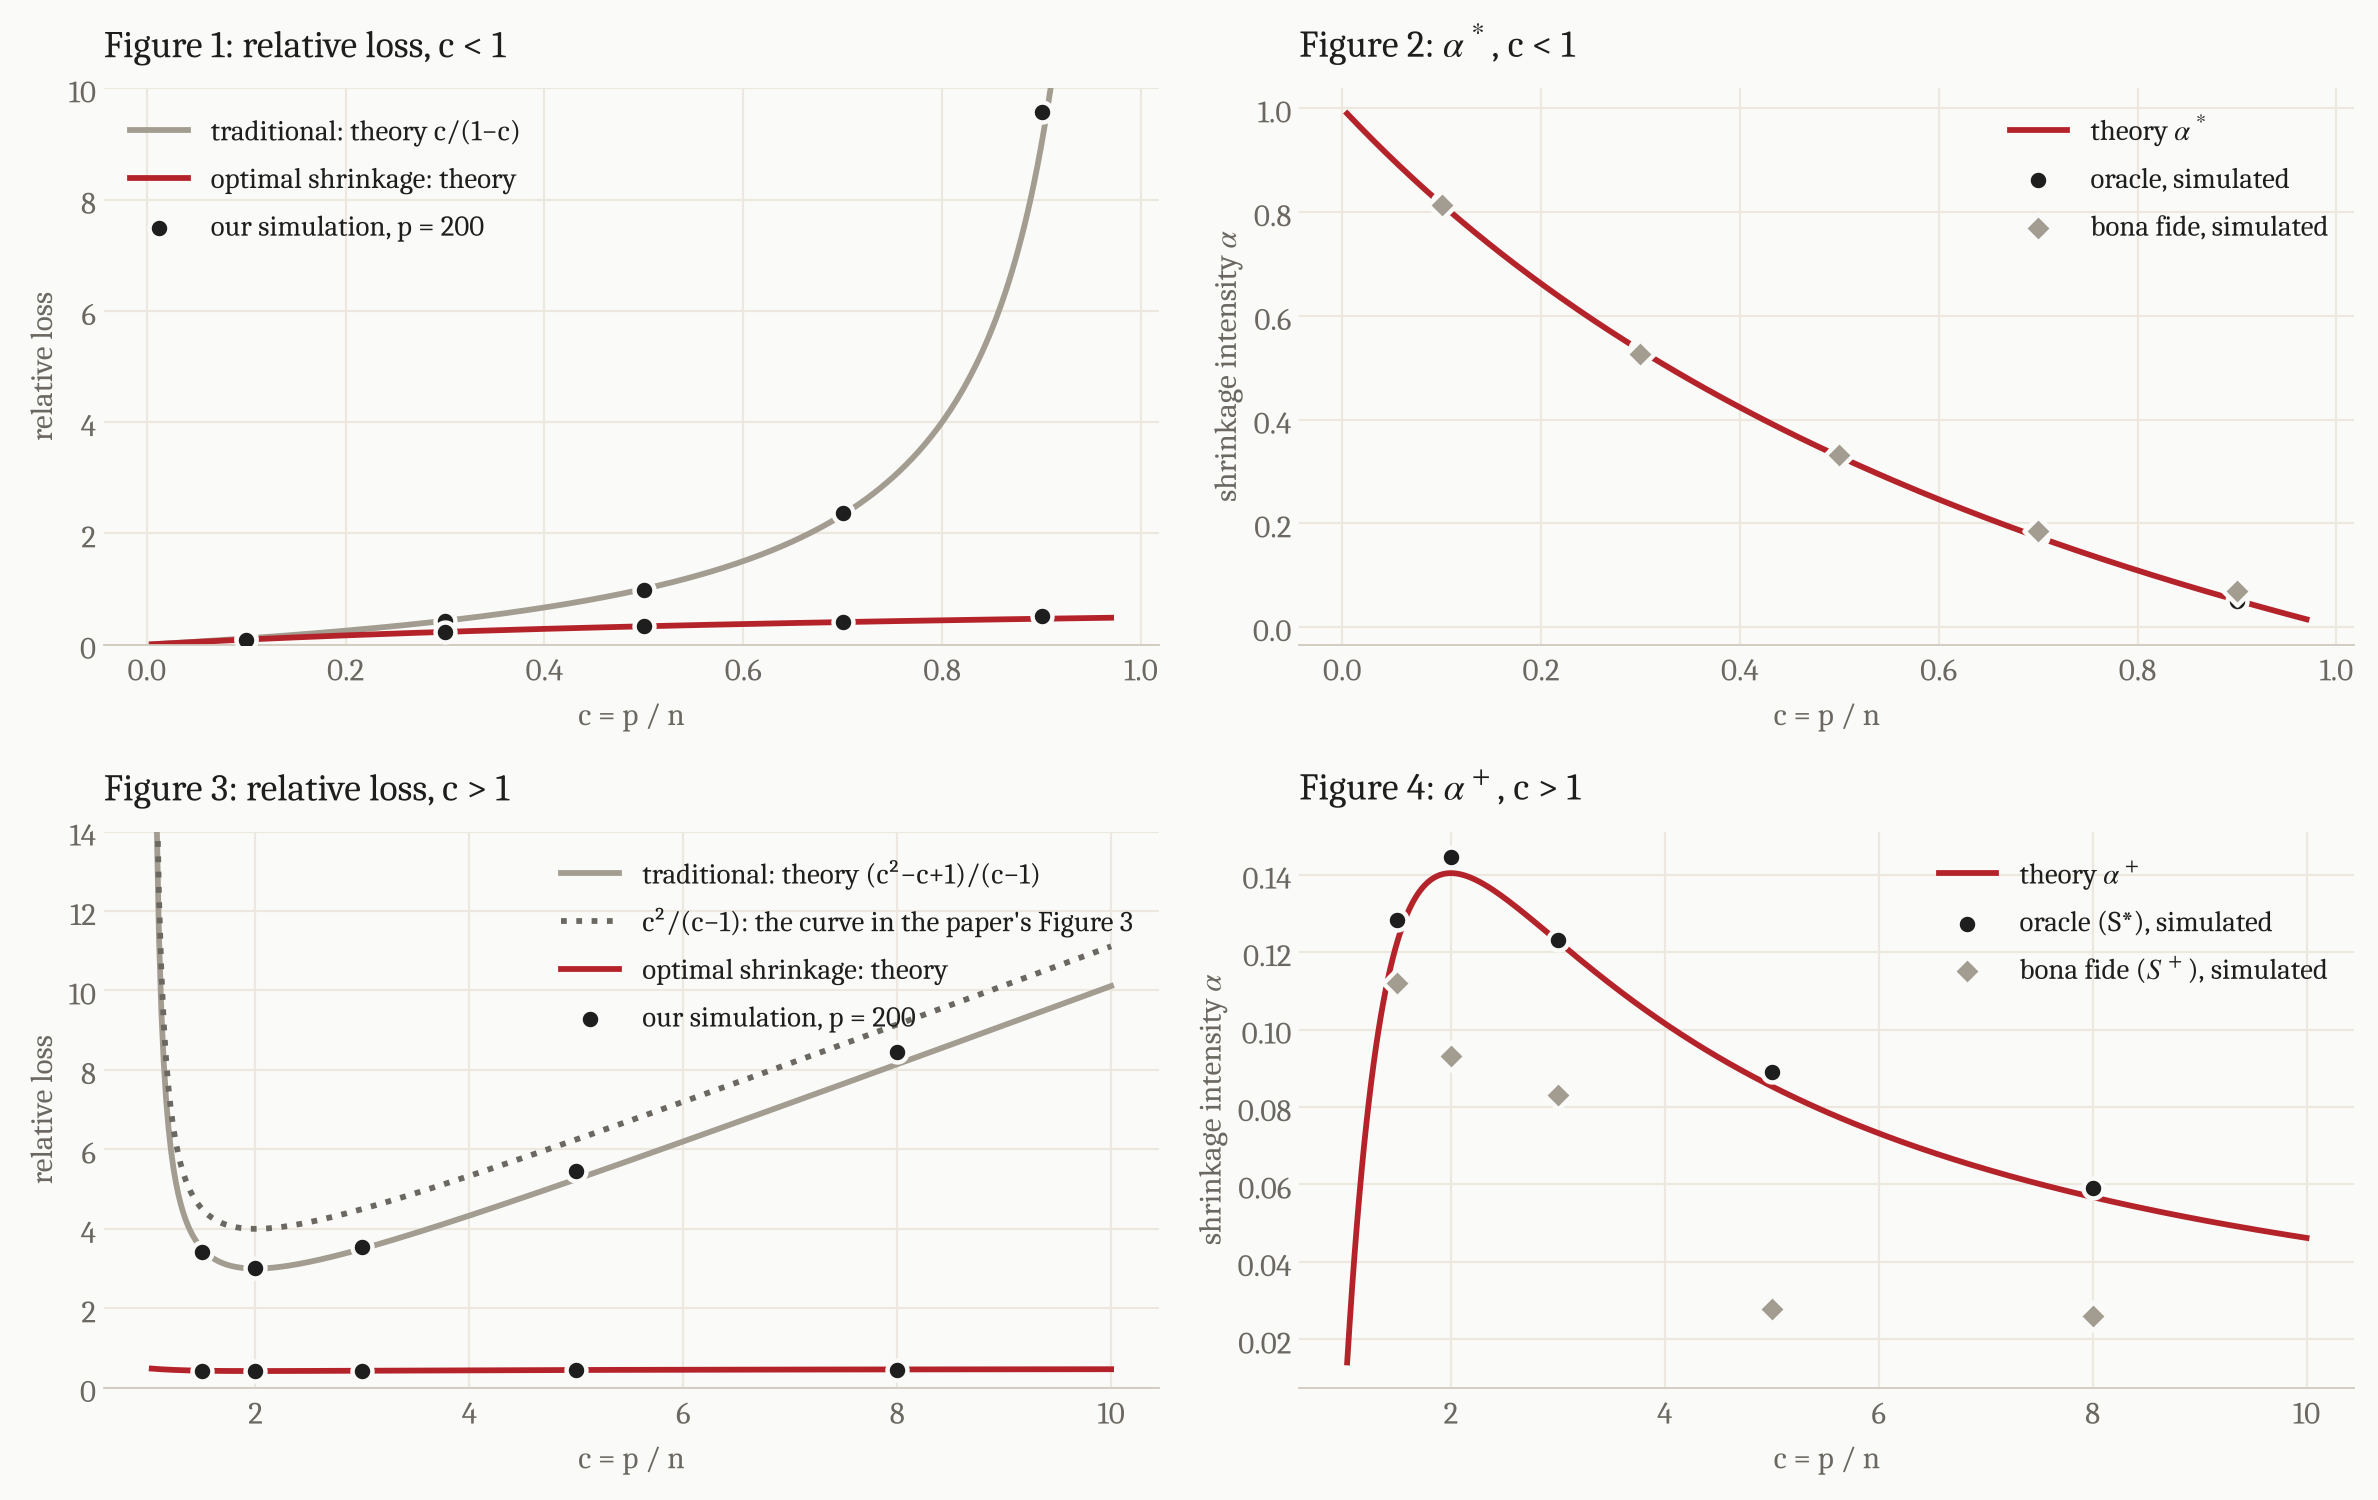 Figure 1: relative loss, c < 1
10
8
6
4
2
0
relative loss
traditional: theory c/(1−c)
optimal shrinkage: theory
our simulation, p = 200
0.0 0.2 0.4 0.6 0.8 1.0
c = p / n
Figure 2: α*, c < 1
1.0
0.8
0.6
0.4
0.2
0.0
shrinkage intensity α
theory α*
oracle, simulated
bona fide, simulated
0.0 0.2 0.4 0.6 0.8 1.0
c = p / n
Figure 3: relative loss, c > 1
14
12
10
8
6
4
2
0
relative loss
traditional: theory (c²−c+1)/(c−1)
c²/(c−1): the curve in the paper's Figure 3
optimal shrinkage: theory
our simulation, p = 200
2 4 6 8 10
c = p / n
Figure 4: α⁺, c > 1
0.14
0.12
0.10
0.08
0.06
0.04
0.02
shrinkage intensity α
theory α⁺
oracle (S*), simulated
bona fide (S⁺), simulated
2 4 6 8 10
c = p / n